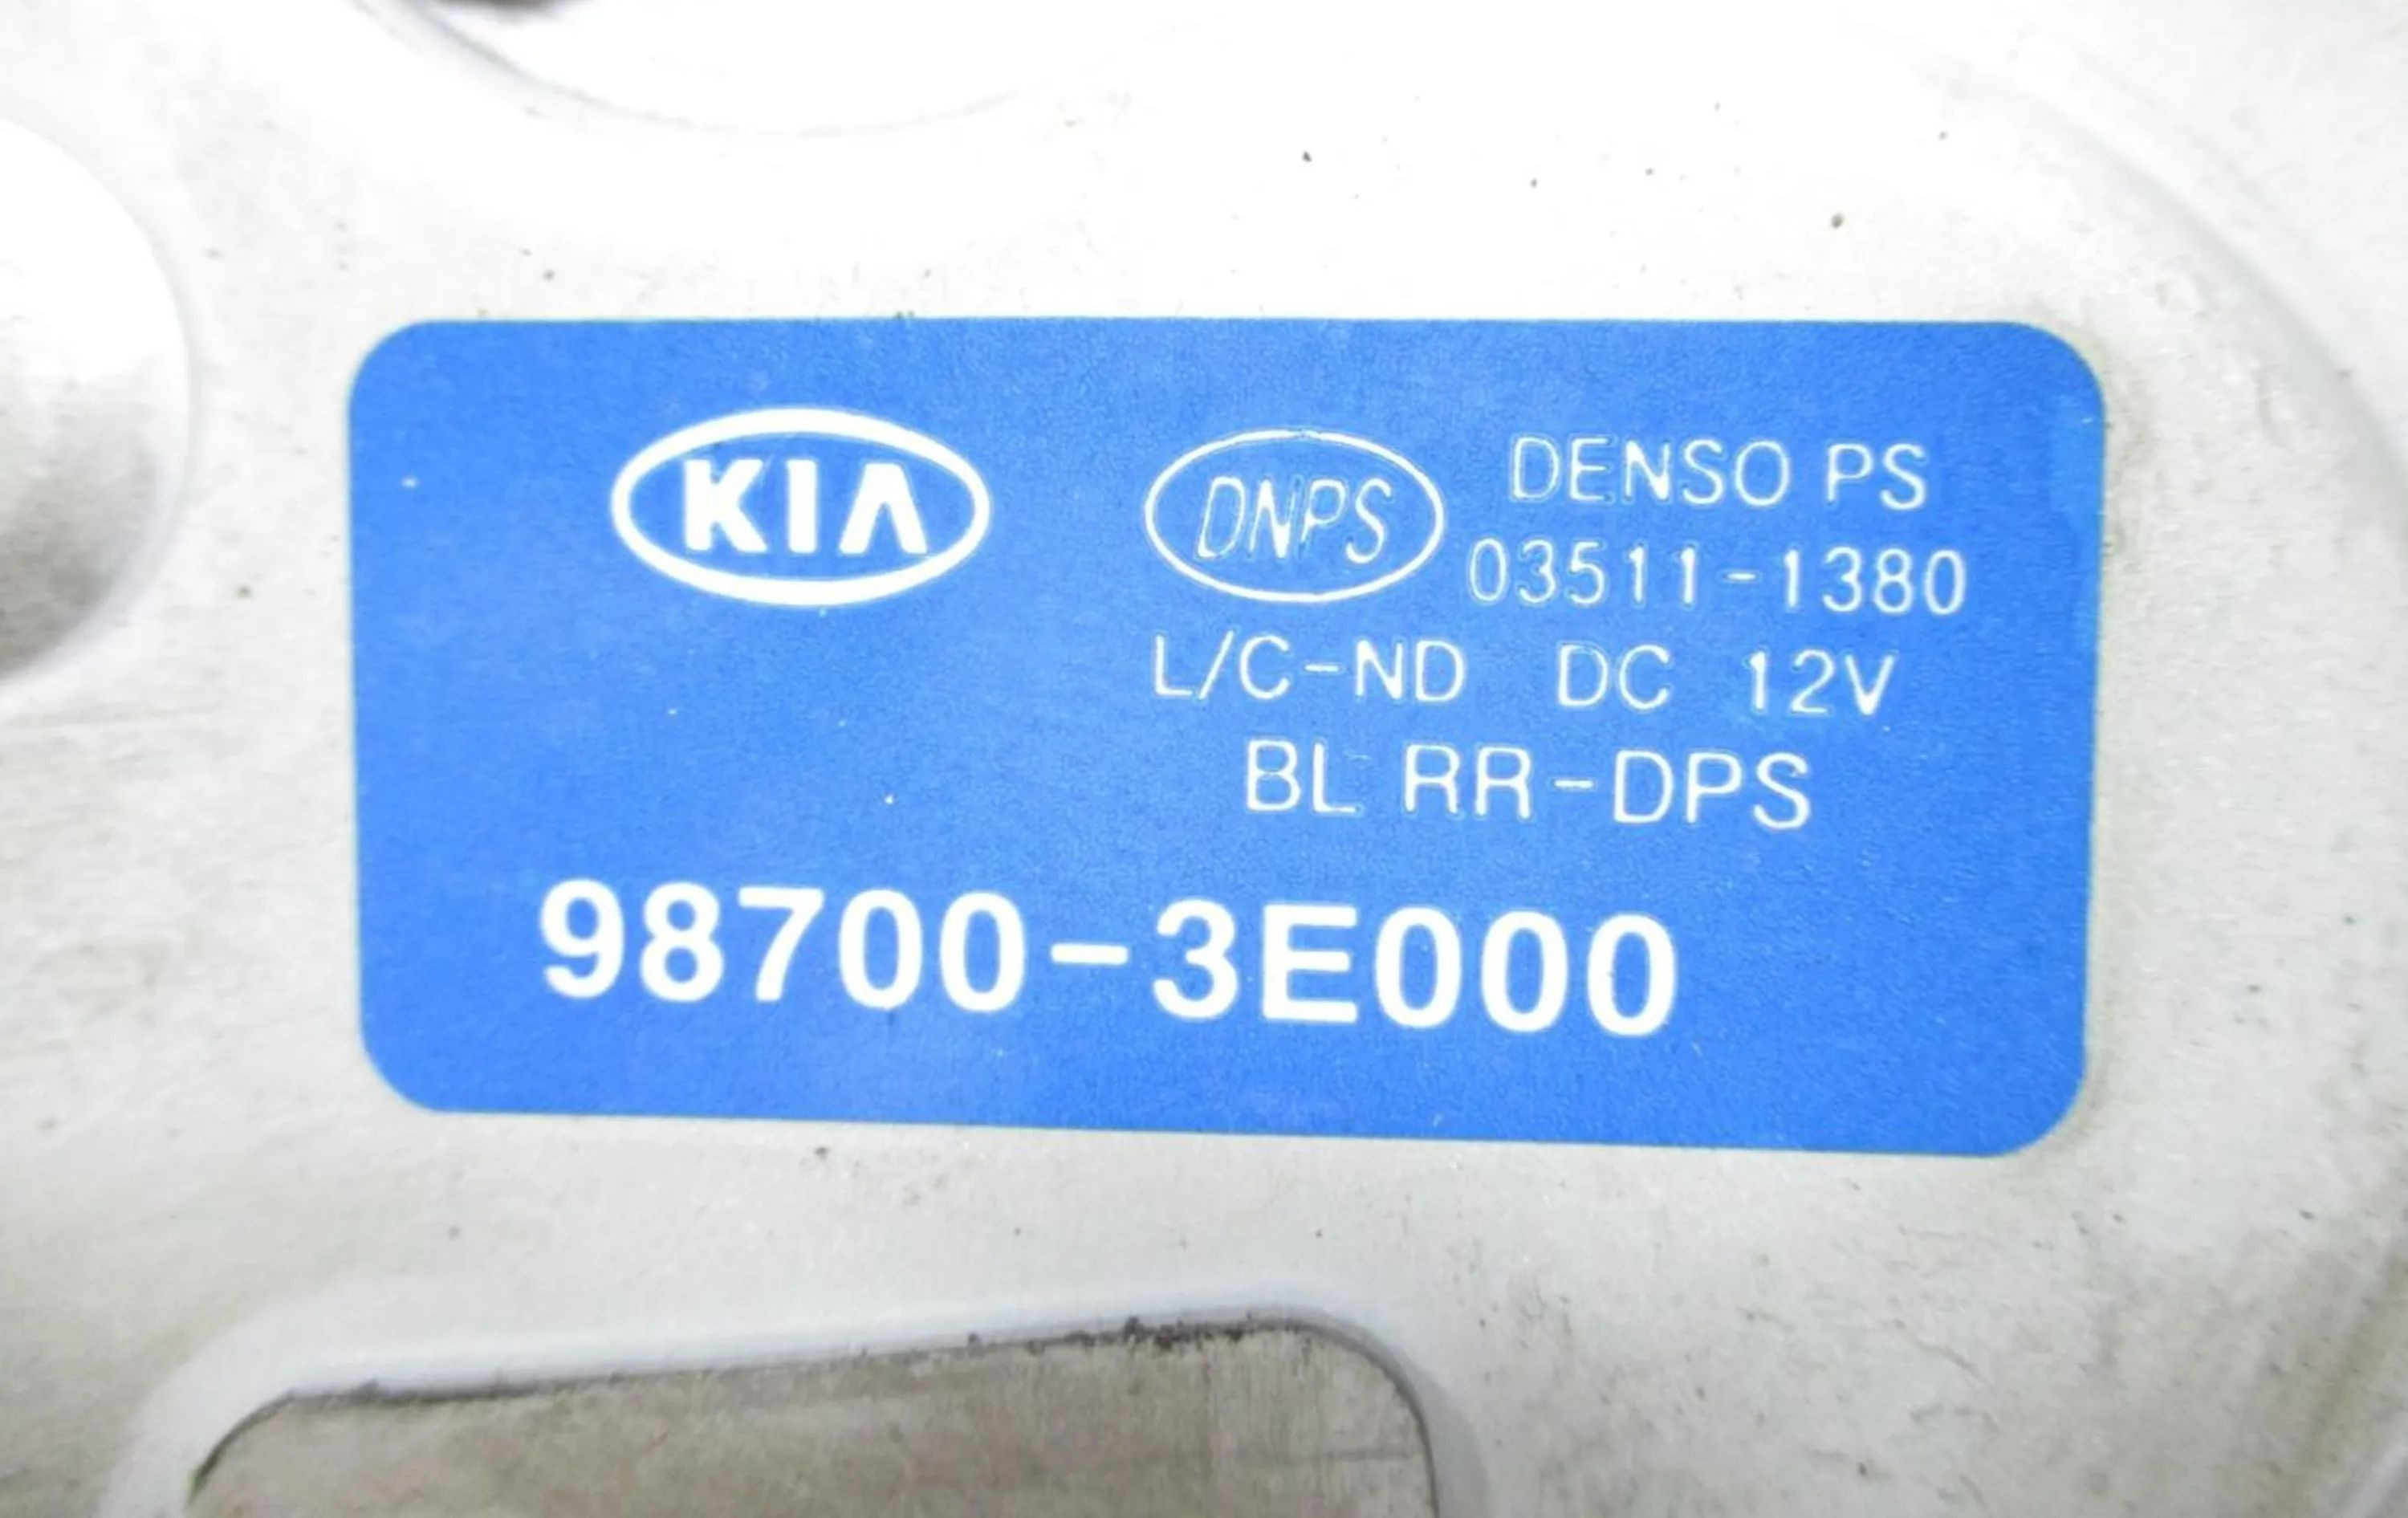 KIA
DNPS
DENSO PS
03511-1380
L/C-ND DC 12V
BL RR-DPS
98700-3E000